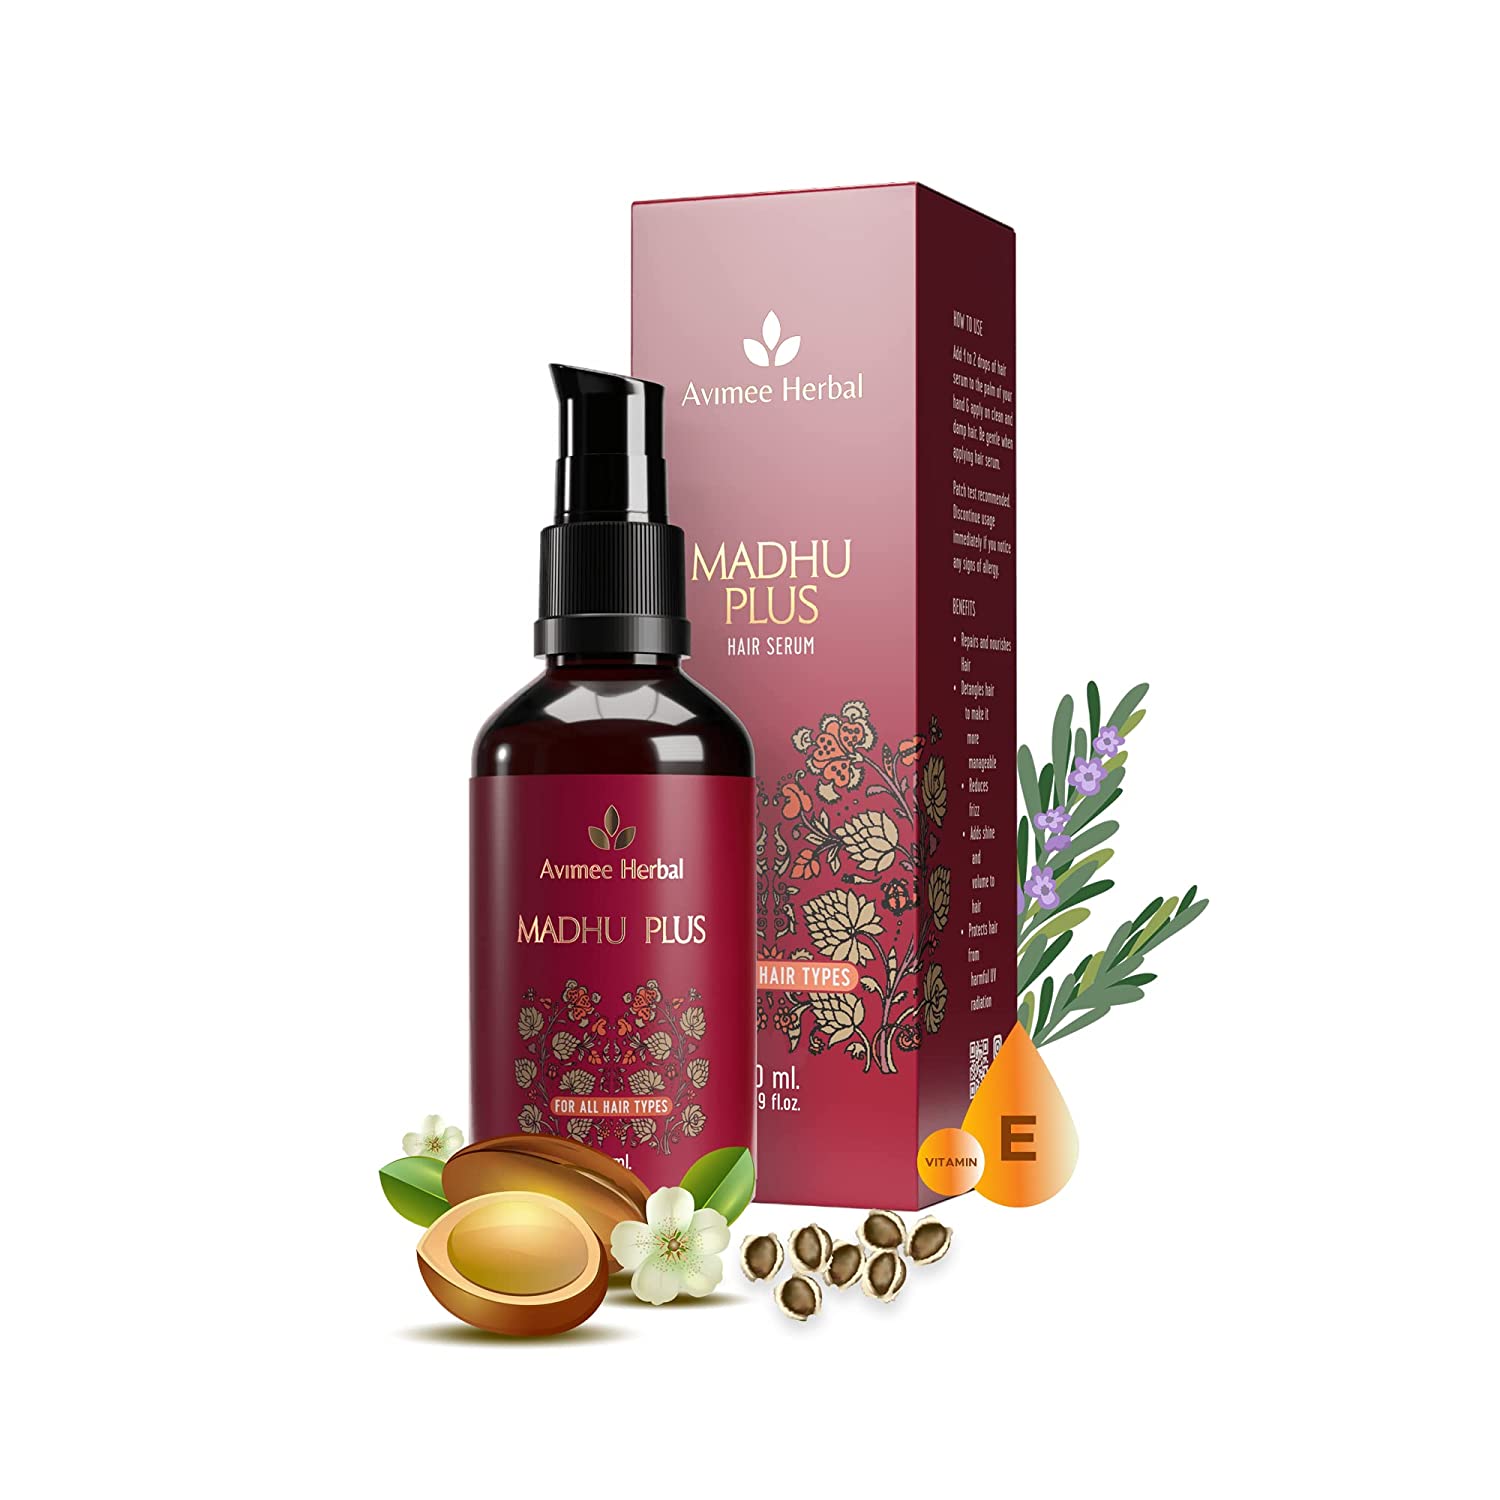 Avimee Herbal
MADHU
PLUS
HAIR SERUM
HAIR TYPES
0 ml.
9 fl.oz.
HOW TO USE
Add 1 to 2 drops of hair
serum to the palm of your
hand & apply on clean and
damp hair. Be gentle when
applying hair serum.
Patch test recommended.
Discontinue usage
immediately if you notice
any signs of allergy.
BENEFITS
• Repairs and nourishes
Hair
• Detangles hair
to make it
more
manageable
• Reduces
frizz
• Adds shine
and
volume to
hair
• Protects hair
from
harmful UV
radiation
Avimee Herbal
MADHU PLUS
FOR ALL HAIR TYPES
ml.
VITAMIN
E